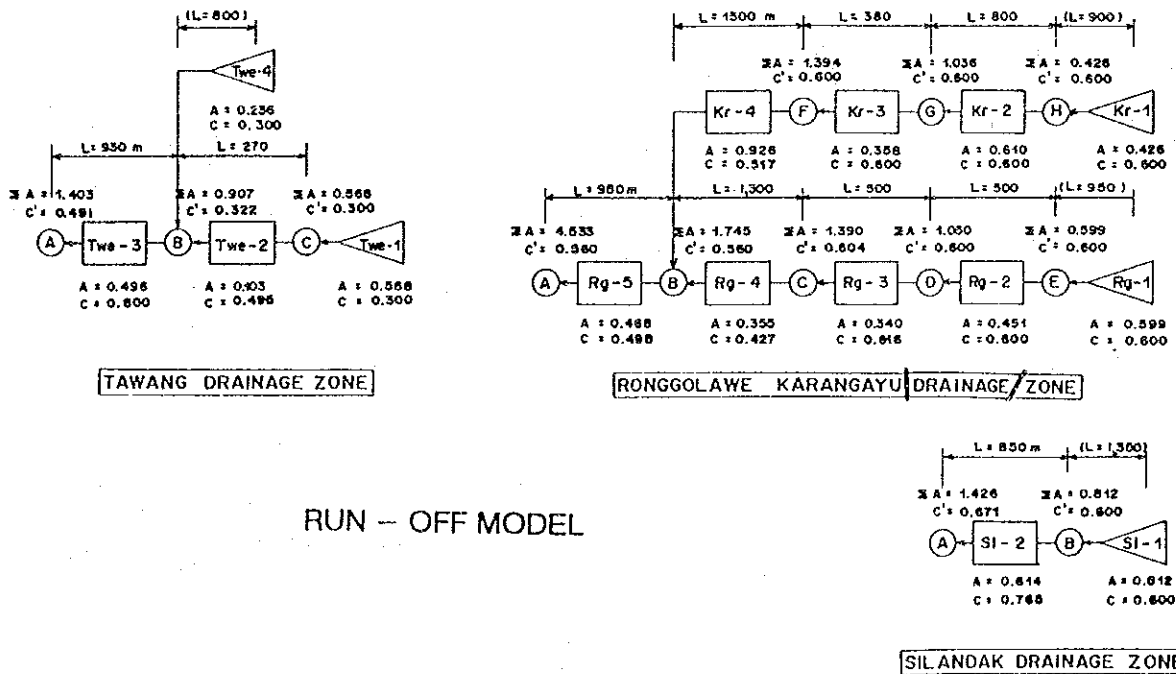 (L=800)
Twe-4
A = 0.236
C = 0.300
L= 930 m
L= 270
ΣA = 1.403
C' = 0.491
ΣA = 0.907
C' = 0.322
ΣA = 0.568
C' = 0.300
A
Twe-3
B
Twe-2
C
Twe-1
A = 0.496
C = 0.800
A = 0.103
C = 0.495
A = 0.568
C = 0.300
TAWANG DRAINAGE ZONE
L= 1300 m
L= 380
L= 800
(L= 900)
ΣA = 1.394
C' = 0.600
ΣA = 1.036
C' = 0.600
ΣA = 0.426
C' = 0.600
Kr-4
F
Kr-3
G
Kr-2
H
Kr-1
A = 0.926
C = 0.517
A = 0.358
C = 0.600
A = 0.610
C = 0.600
A = 0.426
C = 0.600
L= 960 m
L= 1,300
L= 500
L= 500
(L= 950)
ΣA = 4.533
C' = 0.560
ΣA = 1.745
C' = 0.560
ΣA = 1.390
C' = 0.604
ΣA = 1.050
C' = 0.600
ΣA = 0.599
C' = 0.600
A
Rg-5
B
Rg-4
C
Rg-3
D
Rg-2
E
Rg-1
A = 0.468
C = 0.498
A = 0.355
C = 0.427
A = 0.340
C = 0.616
A = 0.451
C = 0.600
A = 0.599
C = 0.600
RONGGOLAWE KARANGAYU DRAINAGE ZONE
RUN – OFF MODEL
L= 850 m
(L= 1,300)
ΣA = 1.426
C' = 0.671
ΣA = 0.812
C' = 0.600
A
SI-2
B
SI-1
A = 0.614
C = 0.765
A = 0.812
C = 0.600
SILANDAK DRAINAGE ZONE